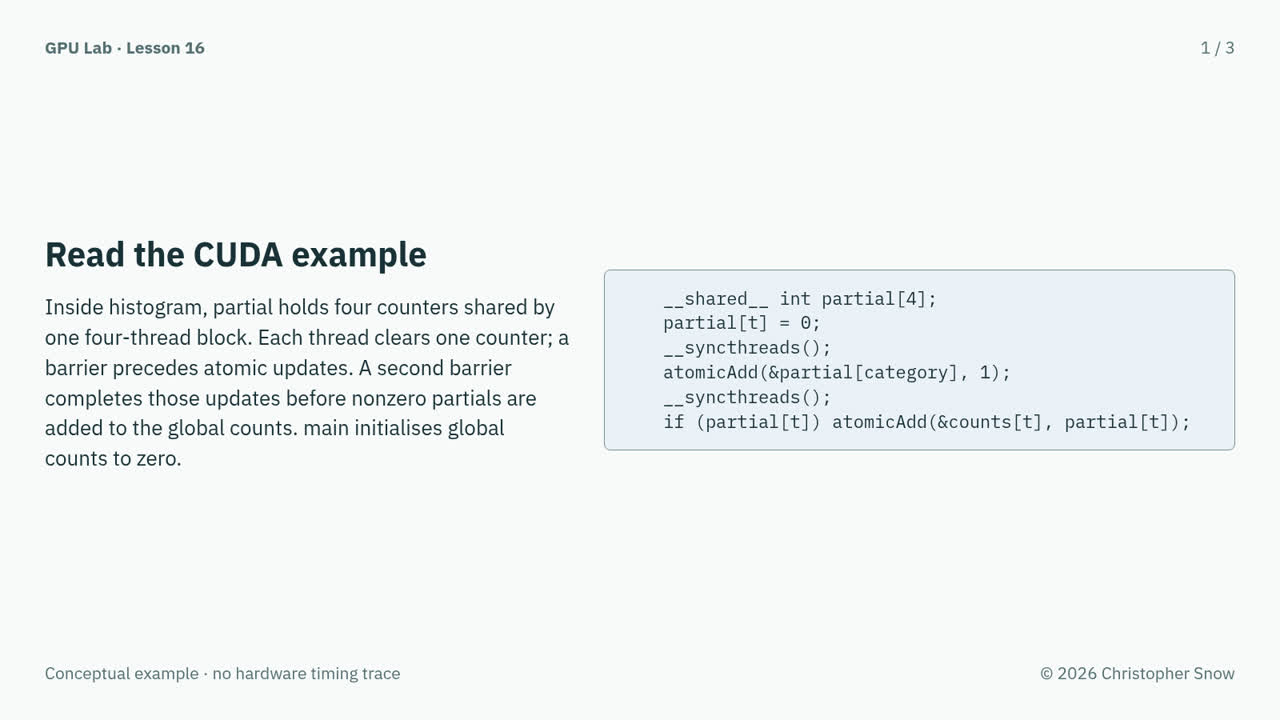 GPU Lab · Lesson 16
1 / 3
Read the CUDA example
Inside histogram, partial holds four counters shared by
one four-thread block. Each thread clears one counter; a
barrier precedes atomic updates. A second barrier
completes those updates before nonzero partials are
added to the global counts. main initialises global
counts to zero.
__shared__ int partial[4];
partial[t] = 0;
__syncthreads();
atomicAdd(&partial[category], 1);
__syncthreads();
if (partial[t]) atomicAdd(&counts[t], partial[t]);
Conceptual example · no hardware timing trace
© 2026 Christopher Snow